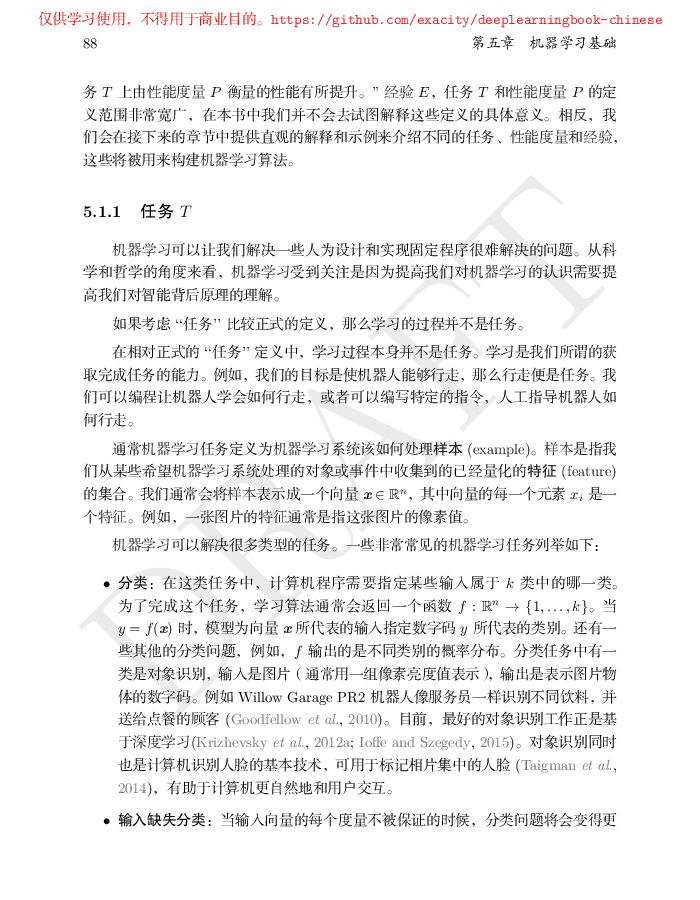 仅供学习使用，不得用于商业目的。https://github.com/exacity/deeplearningbook-chinese
88 第五章 机器学习基础
务 T 上由性能度量 P 衡量的性能有所提升。” 经验 E，任务 T 和性能度量 P 的定
义范围非常宽广，在本书中我们并不会去试图解释这些定义的具体意义。相反，我
们会在接下来的章节中提供直观的解释和示例来介绍不同的任务、性能度量和经验，
这些将被用来构建机器学习算法。
5.1.1 任务 T
机器学习可以让我们解决一些人为设计和实现固定程序很难解决的问题。从科
学和哲学的角度来看，机器学习受到关注是因为提高我们对机器学习的认识需要提
高我们对智能背后原理的理解。
如果考虑 “任务” 比较正式的定义，那么学习的过程并不是任务。
在相对正式的 “任务” 定义中，学习过程本身并不是任务。学习是我们所谓的获
取完成任务的能力。例如，我们的目标是使机器人能够行走，那么行走便是任务。我
们可以编程让机器人学会如何行走，或者可以编写特定的指令，人工指导机器人如
何行走。
通常机器学习任务定义为机器学习系统该如何处理样本 (example)。样本是指我
们从某些希望机器学习系统处理的对象或事件中收集到的已经量化的特征 (feature)
的集合。我们通常会将样本表示成一个向量 x ∈ ℝⁿ，其中向量的每一个元素 xᵢ 是一
个特征。例如，一张图片的特征通常是指这张图片的像素值。
机器学习可以解决很多类型的任务。一些非常常见的机器学习任务列举如下：
• 分类：在这类任务中，计算机程序需要指定某些输入属于 k 类中的哪一类。
为了完成这个任务，学习算法通常会返回一个函数 f : ℝⁿ → {1, . . . , k}。当
y = f(x) 时，模型为向量 x 所代表的输入指定数字码 y 所代表的类别。还有一
些其他的分类问题，例如，f 输出的是不同类别的概率分布。分类任务中有一
类是对象识别，输入是图片（通常用一组像素亮度值表示），输出是表示图片物
体的数字码。例如 Willow Garage PR2 机器人像服务员一样识别不同饮料，并
送给点餐的顾客 (Goodfellow et al., 2010)。目前，最好的对象识别工作正是基
于深度学习(Krizhevsky et al., 2012a; Ioffe and Szegedy, 2015)。对象识别同时
也是计算机识别人脸的基本技术，可用于标记相片集中的人脸 (Taigman et al.,
2014)，有助于计算机更自然地和用户交互。
• 输入缺失分类：当输入向量的每个度量不被保证的时候，分类问题将会变得更
DRAFT